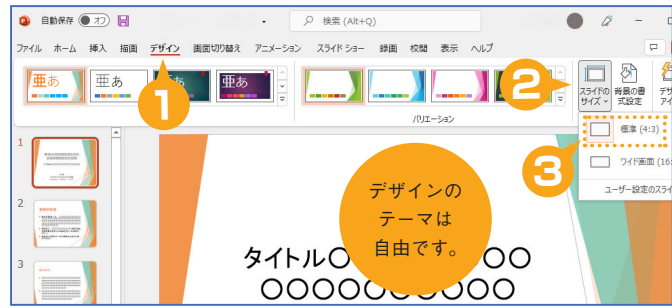 自動保存 オフ
検索 (Alt+Q)
ファイル ホーム 挿入 描画 デザイン 画面切り替え アニメーション スライド ショー 録画 校閲 表示 ヘルプ
亜あ 亜あ 亜あ 亜あ
バリエーション
スライドの
サイズ
背景の書
式設定
デザ
アイ
1
2
3
標準 (4:3)
ワイド画面 (16:
ユーザー設定のスライ
1
2
3
デザインの
テーマは
自由です。
タイトル〇 〇〇
〇〇〇〇〇〇〇〇〇